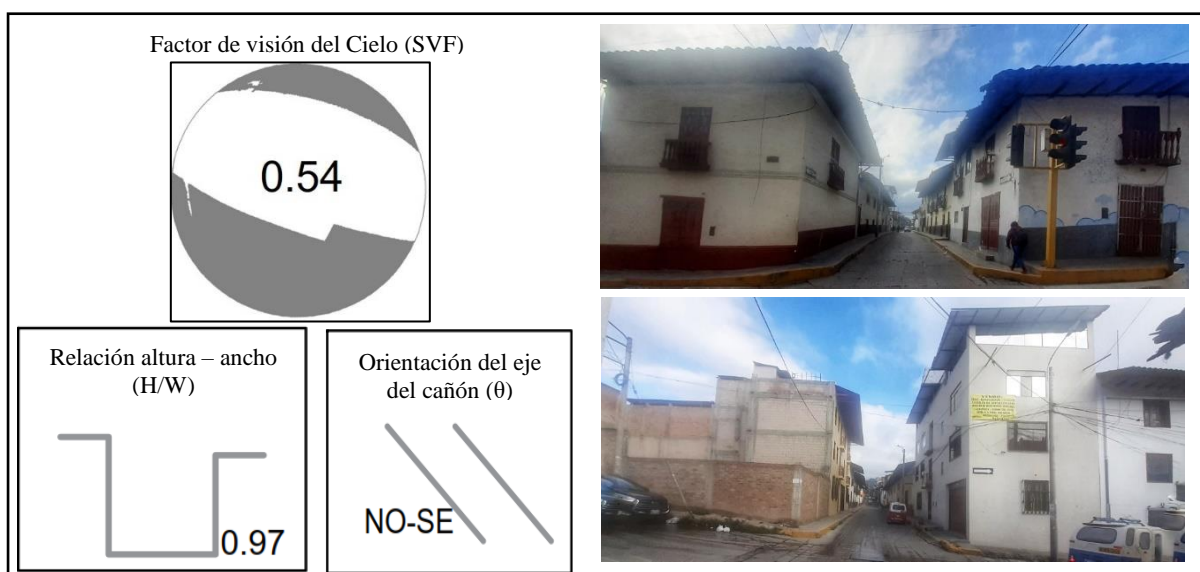 Factor de visión del Cielo (SVF)
0.54
Relación altura – ancho
(H/W)
0.97
Orientación del eje
del cañón (θ)
NO-SE